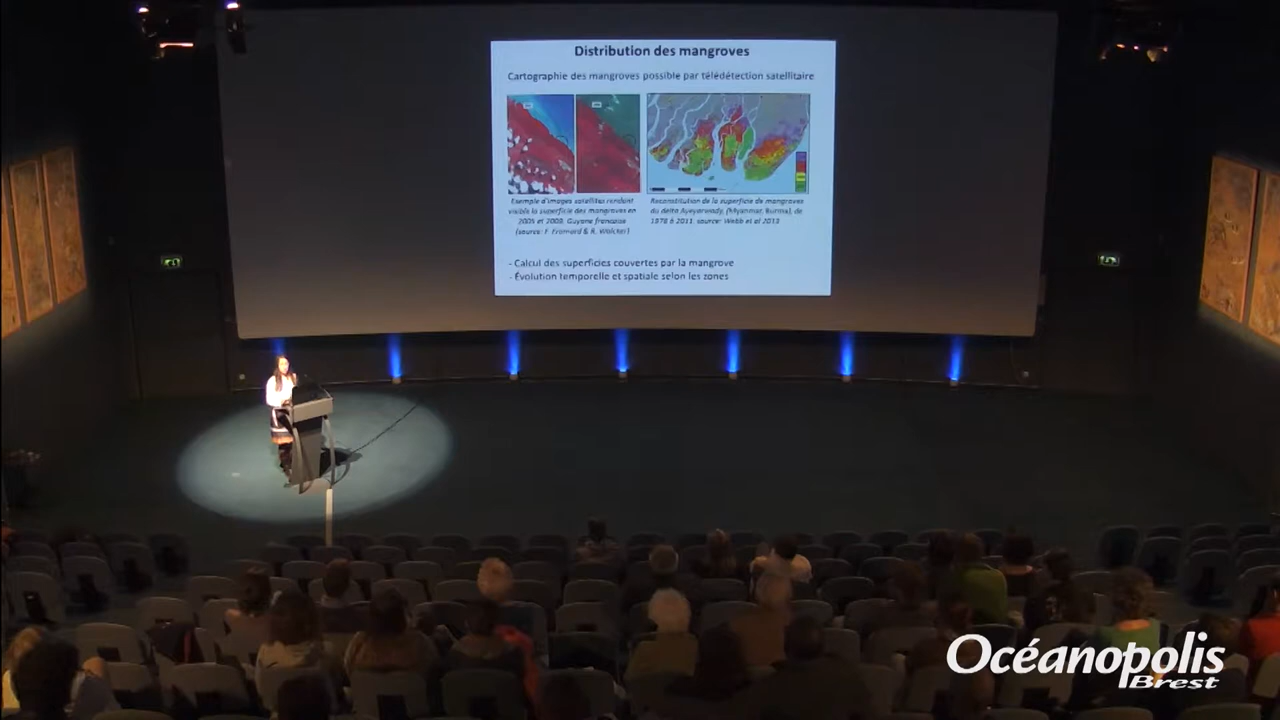 Distribution des mangroves
Cartographie des mangroves possible par télédétection satellitaire
Exemple d'images satellites rendant
visible la superficie des mangroves en
2005 et 2008. Guyane française
(source: F. Fromard & R. Walcker)
Reconstitution de la superficie de mangroves
du delta Ayeyarwady, (Myanmar, Burma), de
1978 à 2011. source: Webb et al 2013
- Calcul des superficies couvertes par la mangrove
- Évolution temporelle et spatiale selon les zones
Océanopolis
Brest